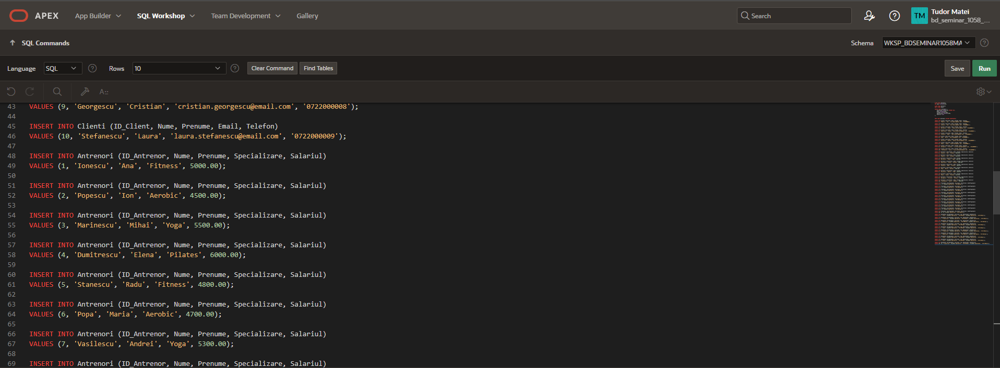 APEX App Builder SQL Workshop Team Development Gallery Search TM Tudor Matei
bd_seminar_1058_...
SQL Commands Schema WKSP_BDSEMINAR1058MA
Language SQL Rows 10 Clear Command Find Tables Save Run
43 VALUES (9, 'Georgescu', 'Cristian', 'cristian.georgescu@email.com', '0722000008');
44
45 INSERT INTO Clienti (ID_Client, Nume, Prenume, Email, Telefon)
46 VALUES (10, 'Stefanescu', 'Laura', 'laura.stefanescu@email.com', '0722000009');
47
48 INSERT INTO Antrenori (ID_Antrenor, Nume, Prenume, Specializare, Salariul)
49 VALUES (1, 'Ionescu', 'Ana', 'Fitness', 5000.00);
50
51 INSERT INTO Antrenori (ID_Antrenor, Nume, Prenume, Specializare, Salariul)
52 VALUES (2, 'Popescu', 'Ion', 'Aerobic', 4500.00);
53
54 INSERT INTO Antrenori (ID_Antrenor, Nume, Prenume, Specializare, Salariul)
55 VALUES (3, 'Marinescu', 'Mihai', 'Yoga', 5500.00);
56
57 INSERT INTO Antrenori (ID_Antrenor, Nume, Prenume, Specializare, Salariul)
58 VALUES (4, 'Dumitrescu', 'Elena', 'Pilates', 6000.00);
59
60 INSERT INTO Antrenori (ID_Antrenor, Nume, Prenume, Specializare, Salariul)
61 VALUES (5, 'Stanescu', 'Radu', 'Fitness', 4800.00);
62
63 INSERT INTO Antrenori (ID_Antrenor, Nume, Prenume, Specializare, Salariul)
64 VALUES (6, 'Popa', 'Maria', 'Aerobic', 4700.00);
65
66 INSERT INTO Antrenori (ID_Antrenor, Nume, Prenume, Specializare, Salariul)
67 VALUES (7, 'Vasilescu', 'Andrei', 'Yoga', 5300.00);
68
69 INSERT INTO Antrenori (ID_Antrenor, Nume, Prenume, Specializare, Salariul)